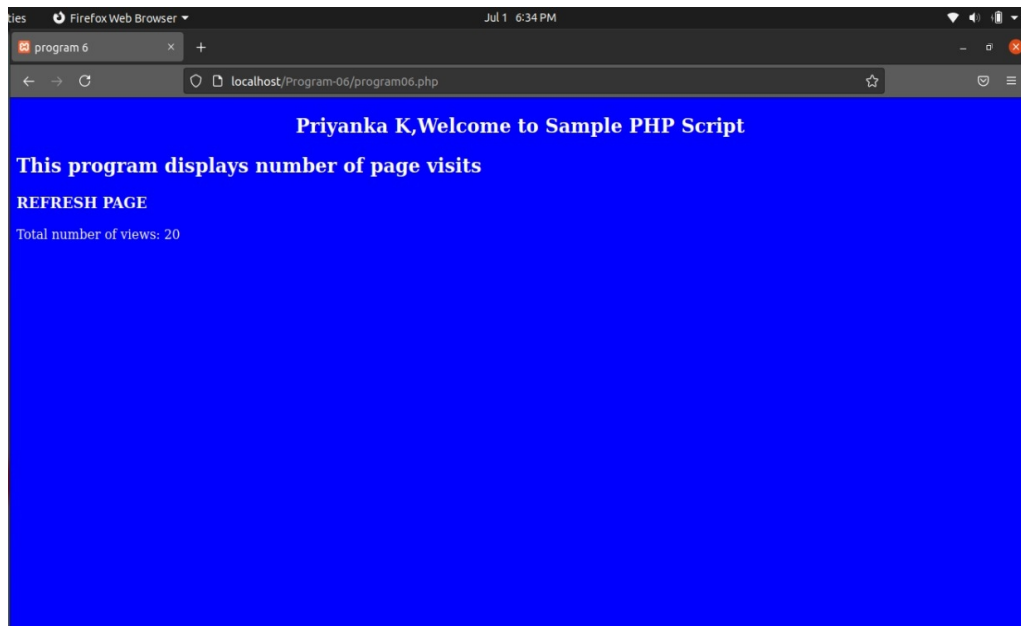 ties Firefox Web Browser Jul 1 6:34 PM
program 6
localhost/Program-06/program06.php
Priyanka K,Welcome to Sample PHP Script
This program displays number of page visits
REFRESH PAGE
Total number of views: 20